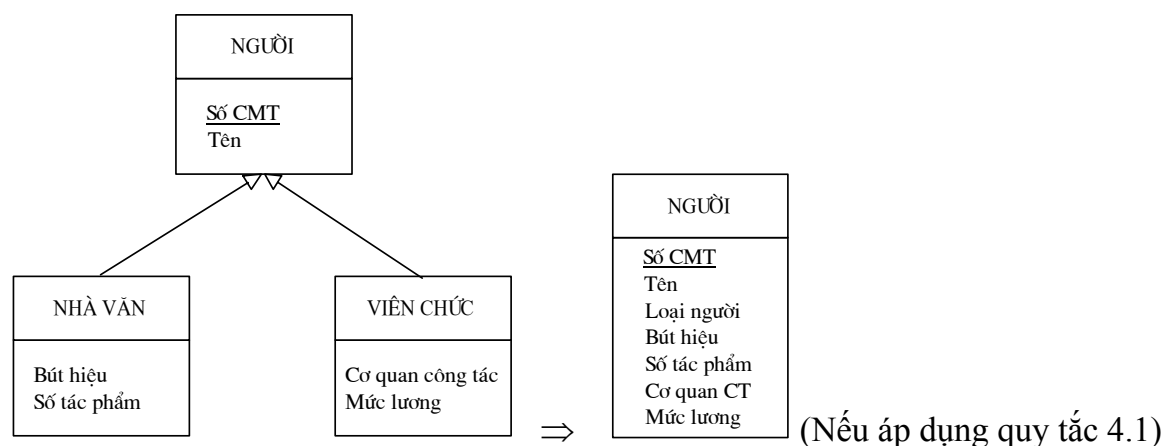 NGƯỜI
Số CMT
Tên
NHÀ VĂN
Bút hiệu
Số tác phẩm
VIÊN CHỨC
Cơ quan công tác
Mức lương
⇒
NGƯỜI
Số CMT
Tên
Loại người
Bút hiệu
Số tác phẩm
Cơ quan CT
Mức lương
(Nếu áp dụng quy tắc 4.1)